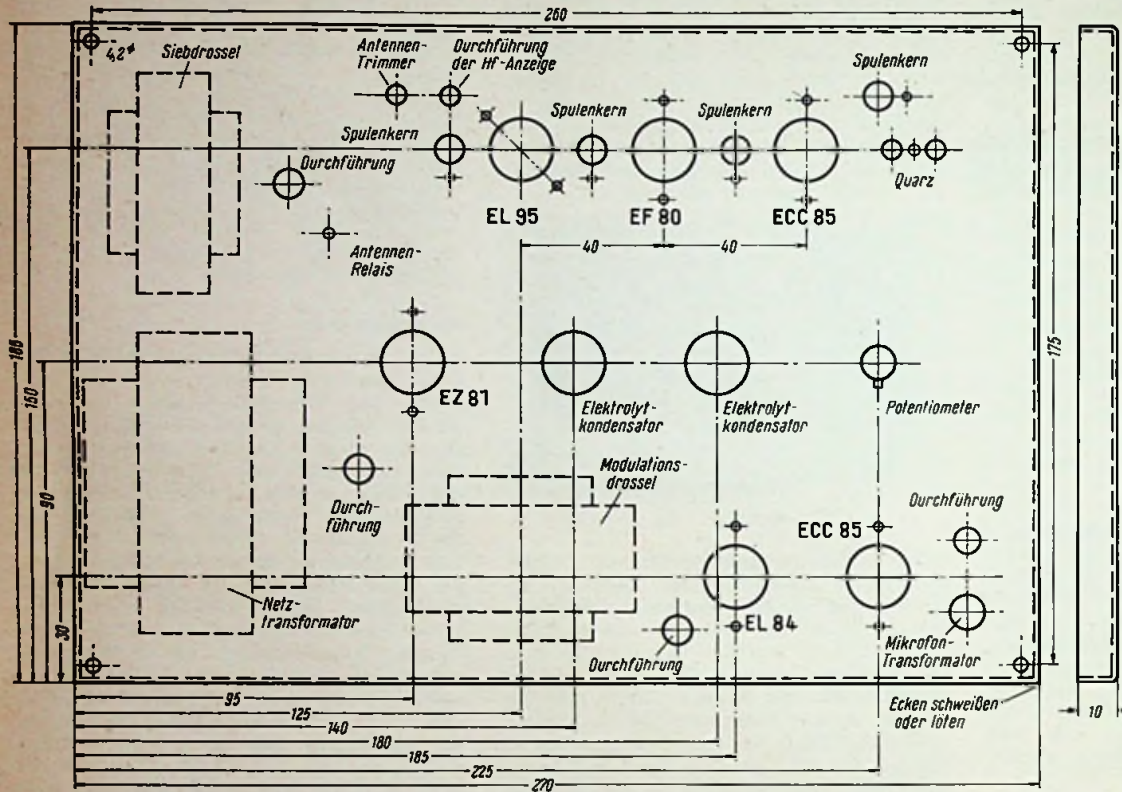 260
4,2⌀
Siebdrossel
Antennen-
Trimmer
Durchführung
der Hf-Anzeige
Spulenkern
Spulenkern
Spulenkern
Spulenkern
Durchführung
Quarz
EL 95
EF 80
ECC 85
40
40
Antennen-
Relais
185
150
90
30
175
EZ 81
Elektrolyt-
kondensator
Elektrolyt-
kondensator
Potentiometer
Durch-
führung
Modulations-
drossel
ECC 85
Durchführung
Netz-
transformator
EL 84
Durchführung
Mikrofon-
Transformator
95
125
140
180
185
225
270
Ecken schweißen
oder löten
10